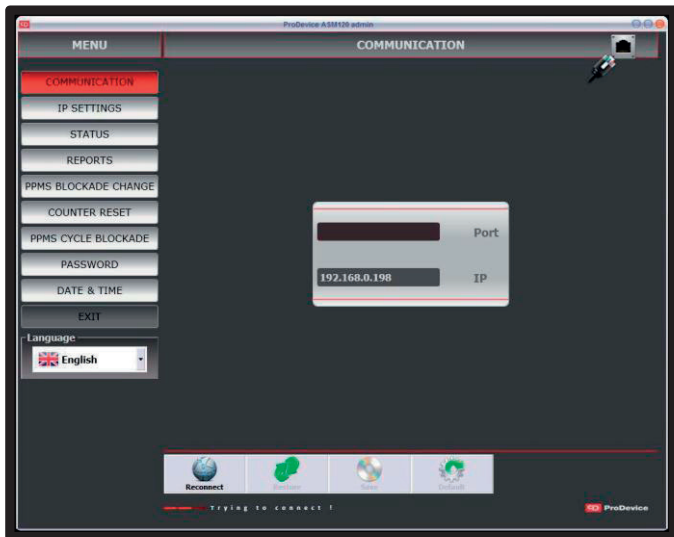 ProDevice ASM120 admin
MENU
COMMUNICATION
COMMUNICATION
IP SETTINGS
STATUS
REPORTS
PPMS BLOCKADE CHANGE
COUNTER RESET
PPMS CYCLE BLOCKADE
PASSWORD
DATE & TIME
EXIT
Language
English
Port
192.168.0.198 IP
Reconnect Restore Save Default
Trying to connect !
ProDevice